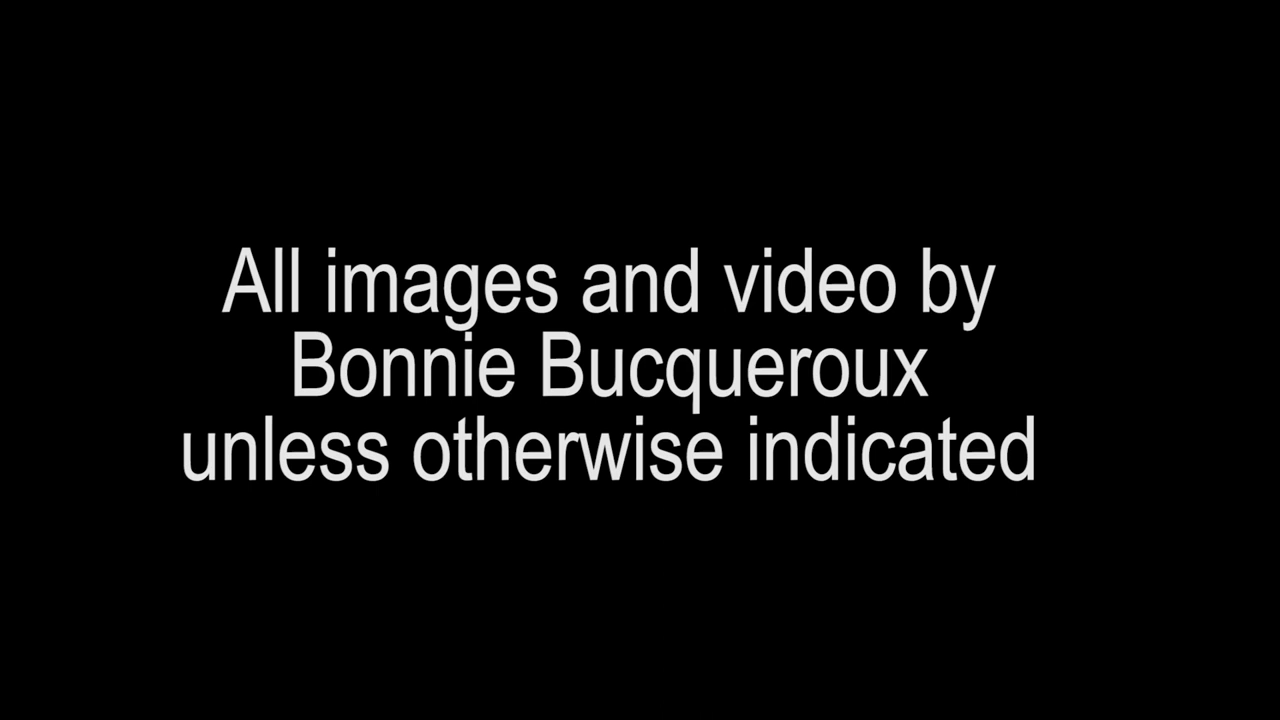 All images and video by
Bonnie Bucqueroux
unless otherwise indicated